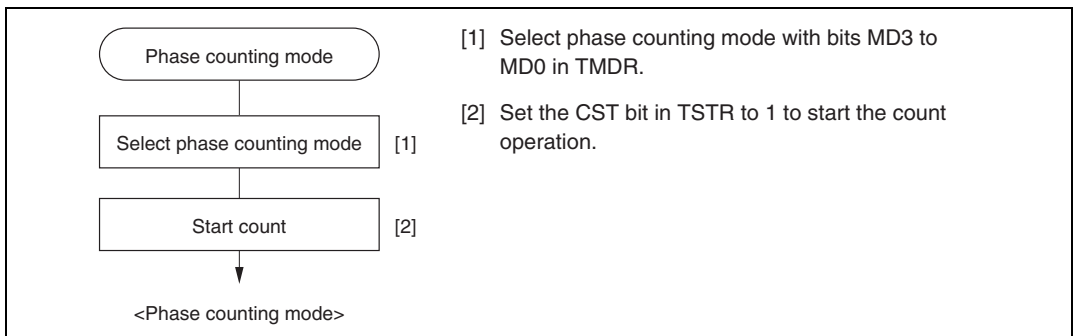 Phase counting mode
Select phase counting mode [1]
Start count [2]
<Phase counting mode>
[1] Select phase counting mode with bits MD3 to
MD0 in TMDR.
[2] Set the CST bit in TSTR to 1 to start the count
operation.